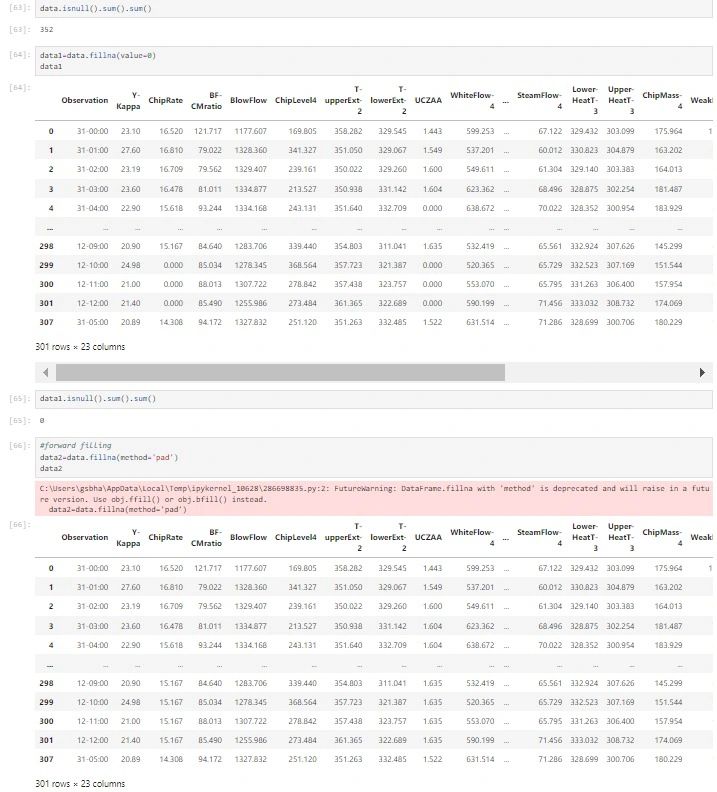 [63]: data.isnull().sum().sum()
[63]: 352
[64]: data1=data.fillna(value=0)
data1
[64]:
Observation Y-Kappa ChipRate BF-CMratio BlowFlow ChipLevel4 T-upperExt-2 T-lowerExt-2 UCZAA WhiteFlow-4 ... SteamFlow-4 Lower-HeatT-3 Upper-HeatT-3 ChipMass-4 Weakl
0 31-00:00 23.10 16.520 121.717 1177.607 169.805 358.282 329.545 1.443 599.253 ... 67.122 329.432 303.099 175.964 1
1 31-01:00 27.60 16.810 79.022 1328.360 341.327 351.050 329.067 1.549 537.201 ... 60.012 330.823 304.879 163.202
2 31-02:00 23.19 16.709 79.562 1329.407 239.161 350.022 329.260 1.600 549.611 ... 61.304 329.140 303.383 164.013
3 31-03:00 23.60 16.478 81.011 1334.877 213.527 350.938 331.142 1.604 623.362 ... 68.496 328.875 302.254 181.487
4 31-04:00 22.90 15.618 93.244 1334.168 243.131 351.640 332.709 0.000 638.672 ... 70.022 328.352 300.954 183.929
... ... ... ... ... ... ... ... ... ... ... ... ... ... ...
298 12-09:00 20.90 15.167 84.640 1283.706 339.440 354.803 311.041 1.635 532.419 ... 65.561 332.924 307.626 145.299
299 12-10:00 24.98 0.000 85.034 1278.345 368.564 357.723 321.387 0.000 520.365 ... 65.729 332.523 307.169 151.544
300 12-11:00 21.00 0.000 88.013 1307.722 278.842 357.438 323.757 0.000 553.070 ... 65.795 331.263 306.400 157.954
301 12-12:00 21.40 0.000 85.490 1255.986 273.484 361.365 322.689 0.000 590.199 ... 71.456 333.032 308.732 174.069
307 31-05:00 20.89 14.308 94.172 1327.832 251.120 351.263 332.485 1.522 631.514 ... 71.286 328.699 300.706 180.229
301 rows × 23 columns
[65]: data1.isnull().sum().sum()
[65]: 0
[66]: #forward filling
data2=data.fillna(method='pad')
data2
C:\Users\gsbha\AppData\Local\Temp\ipykernel_10628\286698835.py:2: FutureWarning: DataFrame.fillna with 'method' is deprecated and will raise in a futu
re version. Use obj.ffill() or obj.bfill() instead.
data2=data.fillna(method='pad')
[66]:
Observation Y-Kappa ChipRate BF-CMratio BlowFlow ChipLevel4 T-upperExt-2 T-lowerExt-2 UCZAA WhiteFlow-4 ... SteamFlow-4 Lower-HeatT-3 Upper-HeatT-3 ChipMass-4 Weakl
0 31-00:00 23.10 16.520 121.717 1177.607 169.805 358.282 329.545 1.443 599.253 ... 67.122 329.432 303.099 175.964 1
1 31-01:00 27.60 16.810 79.022 1328.360 341.327 351.050 329.067 1.549 537.201 ... 60.012 330.823 304.879 163.202
2 31-02:00 23.19 16.709 79.562 1329.407 239.161 350.022 329.260 1.600 549.611 ... 61.304 329.140 303.383 164.013
3 31-03:00 23.60 16.478 81.011 1334.877 213.527 350.938 331.142 1.604 623.362 ... 68.496 328.875 302.254 181.487
4 31-04:00 22.90 15.618 93.244 1334.168 243.131 351.640 332.709 1.604 638.672 ... 70.022 328.352 300.954 183.929
... ... ... ... ... ... ... ... ... ... ... ... ... ... ...
298 12-09:00 20.90 15.167 84.640 1283.706 339.440 354.803 311.041 1.635 532.419 ... 65.561 332.924 307.626 145.299
299 12-10:00 24.98 15.167 85.034 1278.345 368.564 357.723 321.387 1.635 520.365 ... 65.729 332.523 307.169 151.544
300 12-11:00 21.00 15.167 88.013 1307.722 278.842 357.438 323.757 1.635 553.070 ... 65.795 331.263 306.400 157.954
301 12-12:00 21.40 15.167 85.490 1255.986 273.484 361.365 322.689 1.635 590.199 ... 71.456 333.032 308.732 174.069
307 31-05:00 20.89 14.308 94.172 1327.832 251.120 351.263 332.485 1.522 631.514 ... 71.286 328.699 300.706 180.229
301 rows × 23 columns